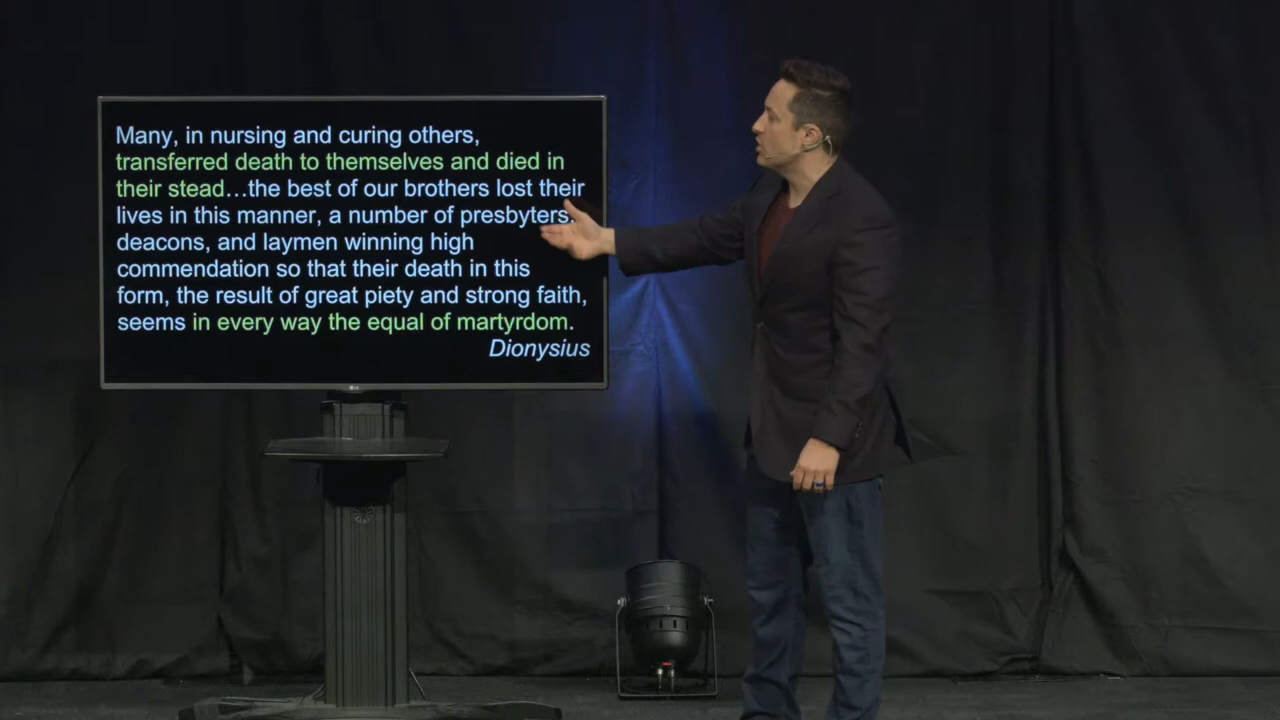 Many, in nursing and curing others,
transferred death to themselves and died in
their stead…the best of our brothers lost their
lives in this manner, a number of presbyters,
deacons, and laymen winning high
commendation so that their death in this
form, the result of great piety and strong faith,
seems in every way the equal of martyrdom.
Dionysius
LG